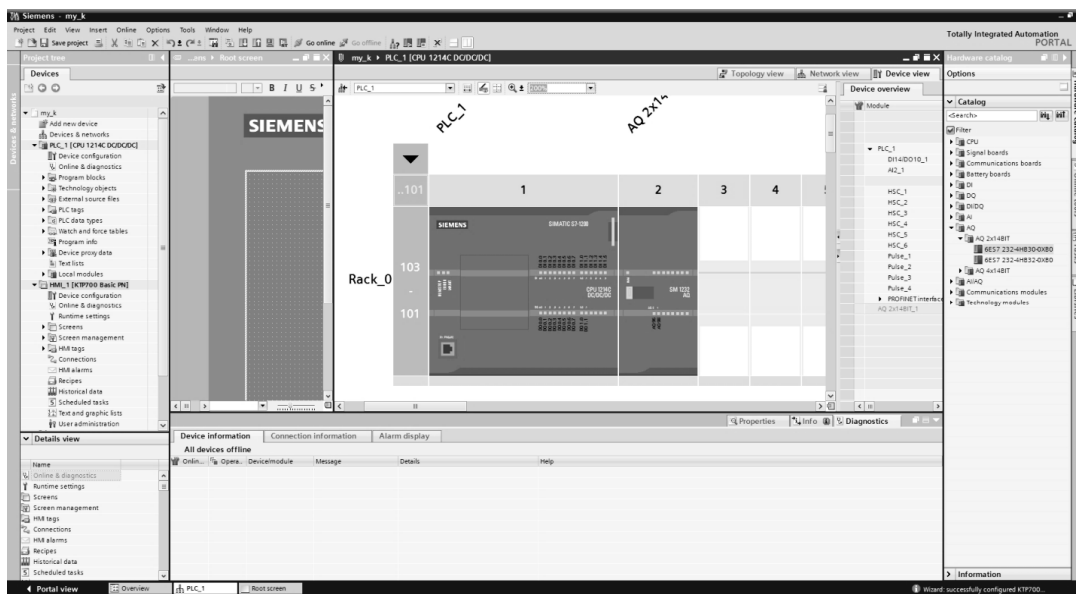 Siemens - my_k
Project Edit View Insert Online Options Tools Window Help
Save project Go online Go offline
Totally Integrated Automation
PORTAL
Project tree
Devices
my_k
Add new device
Devices & networks
PLC_1 [CPU 1214C DC/DC/DC]
Device configuration
Online & diagnostics
Program blocks
Technology objects
External source files
PLC tags
PLC data types
Watch and force tables
Program info
Device proxy data
Text lists
Local modules
HMI_1 [KTP700 Basic PN]
Device configuration
Online & diagnostics
Runtime settings
Screens
Screen management
HMI tags
Connections
HMI alarms
Recipes
Historical data
Scheduled tasks
Text and graphic lists
User administration
Details view
Name
Online & diagnostics
Runtime settings
Screens
Screen management
HMI tags
Connections
HMI alarms
Recipes
Historical data
Scheduled tasks
Root screen
B I U S
SIEMENS
my_k PLC_1 [CPU 1214C DC/DC/DC]
Topology view Network view Device view
PLC_1 200%
PLC_1 AQ 2x14
..101 1 2 3 4
Rack_0
103
-
101
SIEMENS SIMATIC S7-1200
CPU 1214C
DC/DC/DC
SM 1232
AQ
Device overview
Module
PLC_1
DI14/DO10_1
AI2_1
HSC_1
HSC_2
HSC_3
HSC_4
HSC_5
HSC_6
Pulse_1
Pulse_2
Pulse_3
Pulse_4
PROFINET interface
AQ 2x14BIT_1
Properties Info Diagnostics
Device information Connection information Alarm display
All devices offline
Onlin... Opera.. Device/module Message Details Help
Hardware catalog
Options
Catalog
<Search>
Filter
CPU
Signal boards
Communications boards
Battery boards
DI
DQ
DI/DQ
AI
AQ
AQ 2x14BIT
6ES7 232-4HB30-0XB0
6ES7 232-4HB32-0XB0
AQ 4x14BIT
AI/AQ
Communications modules
Technology modules
Information
Portal view Overview PLC_1 Root screen
Wizard: successfully configured KTP700...